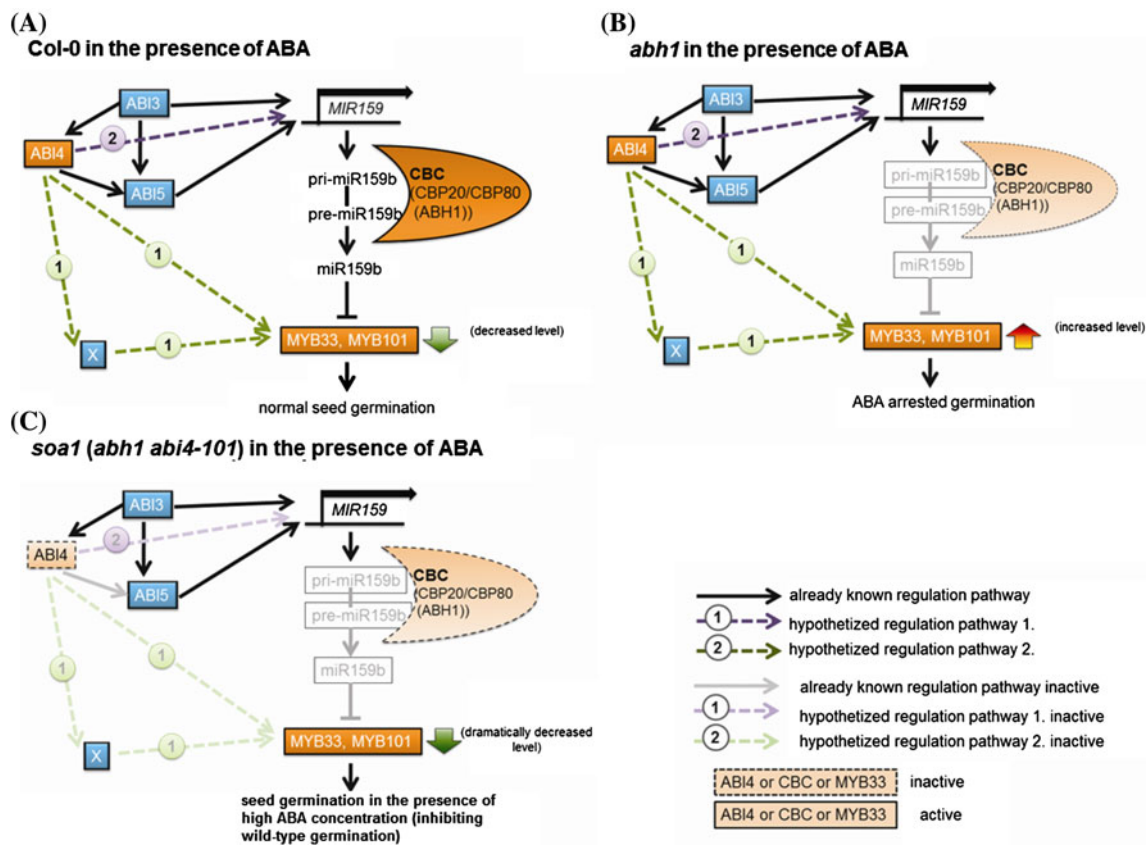 (A)
Col-0 in the presence of ABA
ABI3
MIR159
2
ABI4
ABI5
pri-miR159b
CBC
(CBP20/CBP80
(ABH1))
pre-miR159b
1
1
miR159b
X
1
MYB33, MYB101
(decreased level)
normal seed germination
(B)
abh1 in the presence of ABA
ABI3
MIR159
2
ABI4
ABI5
pri-miR159b
CBC
(CBP20/CBP80
(ABH1))
pre-miR159b
1
1
miR159b
X
1
MYB33, MYB101
(increased level)
ABA arrested germination
(C)
soa1 (abh1 abi4-101) in the presence of ABA
ABI3
MIR159
2
ABI4
ABI5
pri-miR159b
CBC
(CBP20/CBP80
(ABH1))
pre-miR159b
1
1
miR159b
X
1
MYB33, MYB101
(dramatically decreased
level)
seed germination in the presence of
high ABA concentration (inhibiting
wild-type germination)
already known regulation pathway
1 hypothetized regulation pathway 1.
2 hypothetized regulation pathway 2.
already known regulation pathway inactive
1 hypothetized regulation pathway 1. inactive
2 hypothetized regulation pathway 2. inactive
ABI4 or CBC or MYB33 inactive
ABI4 or CBC or MYB33 active